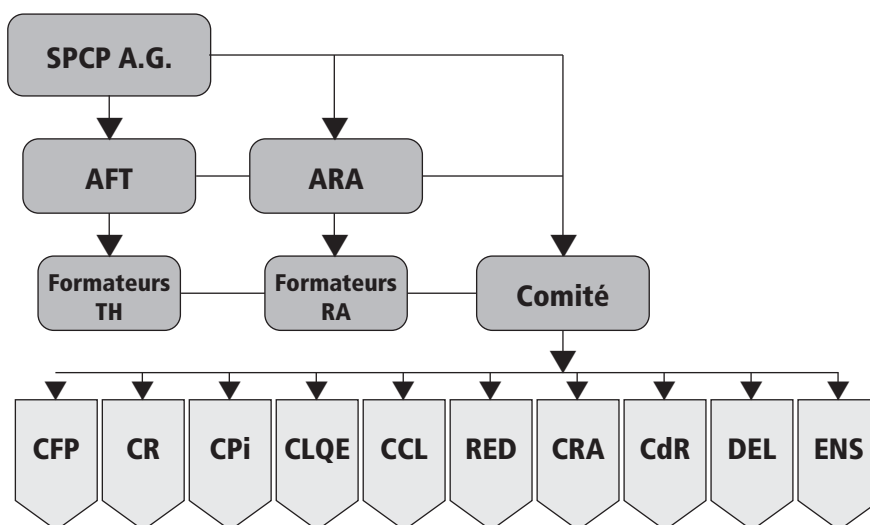 SPCP A.G.
AFT
ARA
Formateurs
TH
Formateurs
RA
Comité
CFP
CR
CPi
CLQE
CCL
RED
CRA
CdR
DEL
ENS